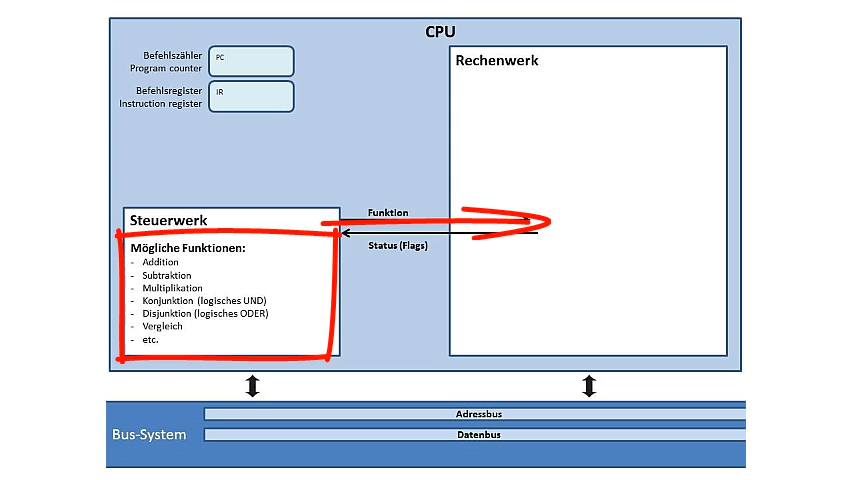 CPU
Befehlszähler
Program counter
PC
Befehlsregister
Instruction register
IR
Rechenwerk
Steuerwerk
Mögliche Funktionen:
- Addition
- Subtraktion
- Multiplikation
- Konjunktion (logisches UND)
- Disjunktion (logisches ODER)
- Vergleich
- etc.
Funktion
Status (Flags)
Bus-System
Adressbus
Datenbus